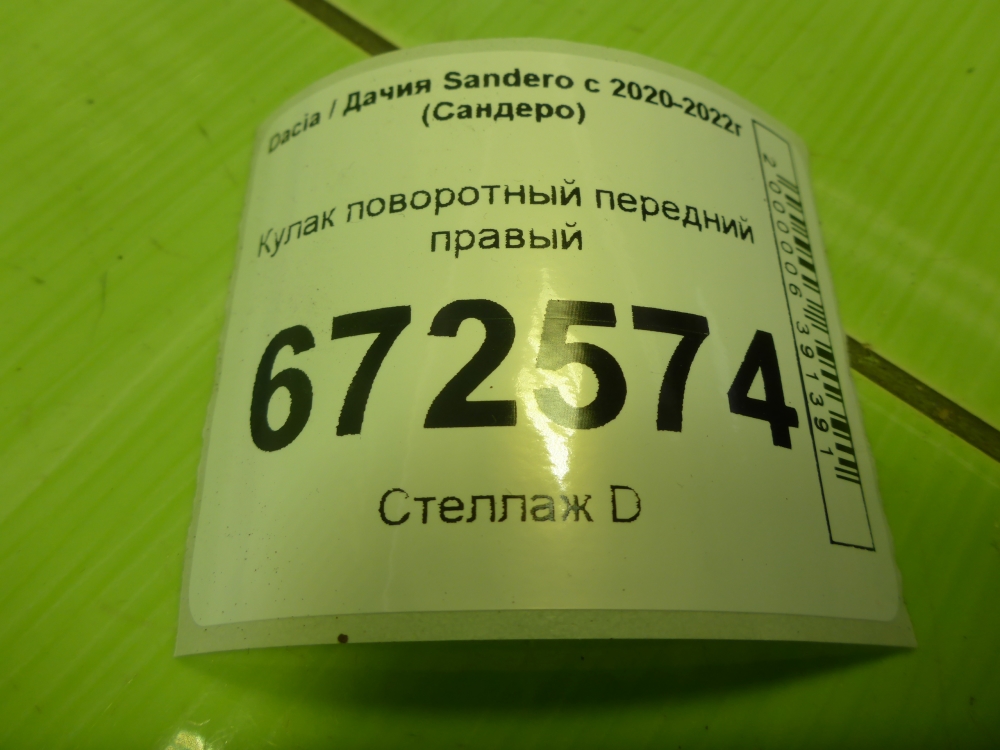 Dacia / Дачия Sandero с 2020-2022г
(Сандеро)
Кулак поворотный передний
правый
672574
Стеллаж D
2000006391391